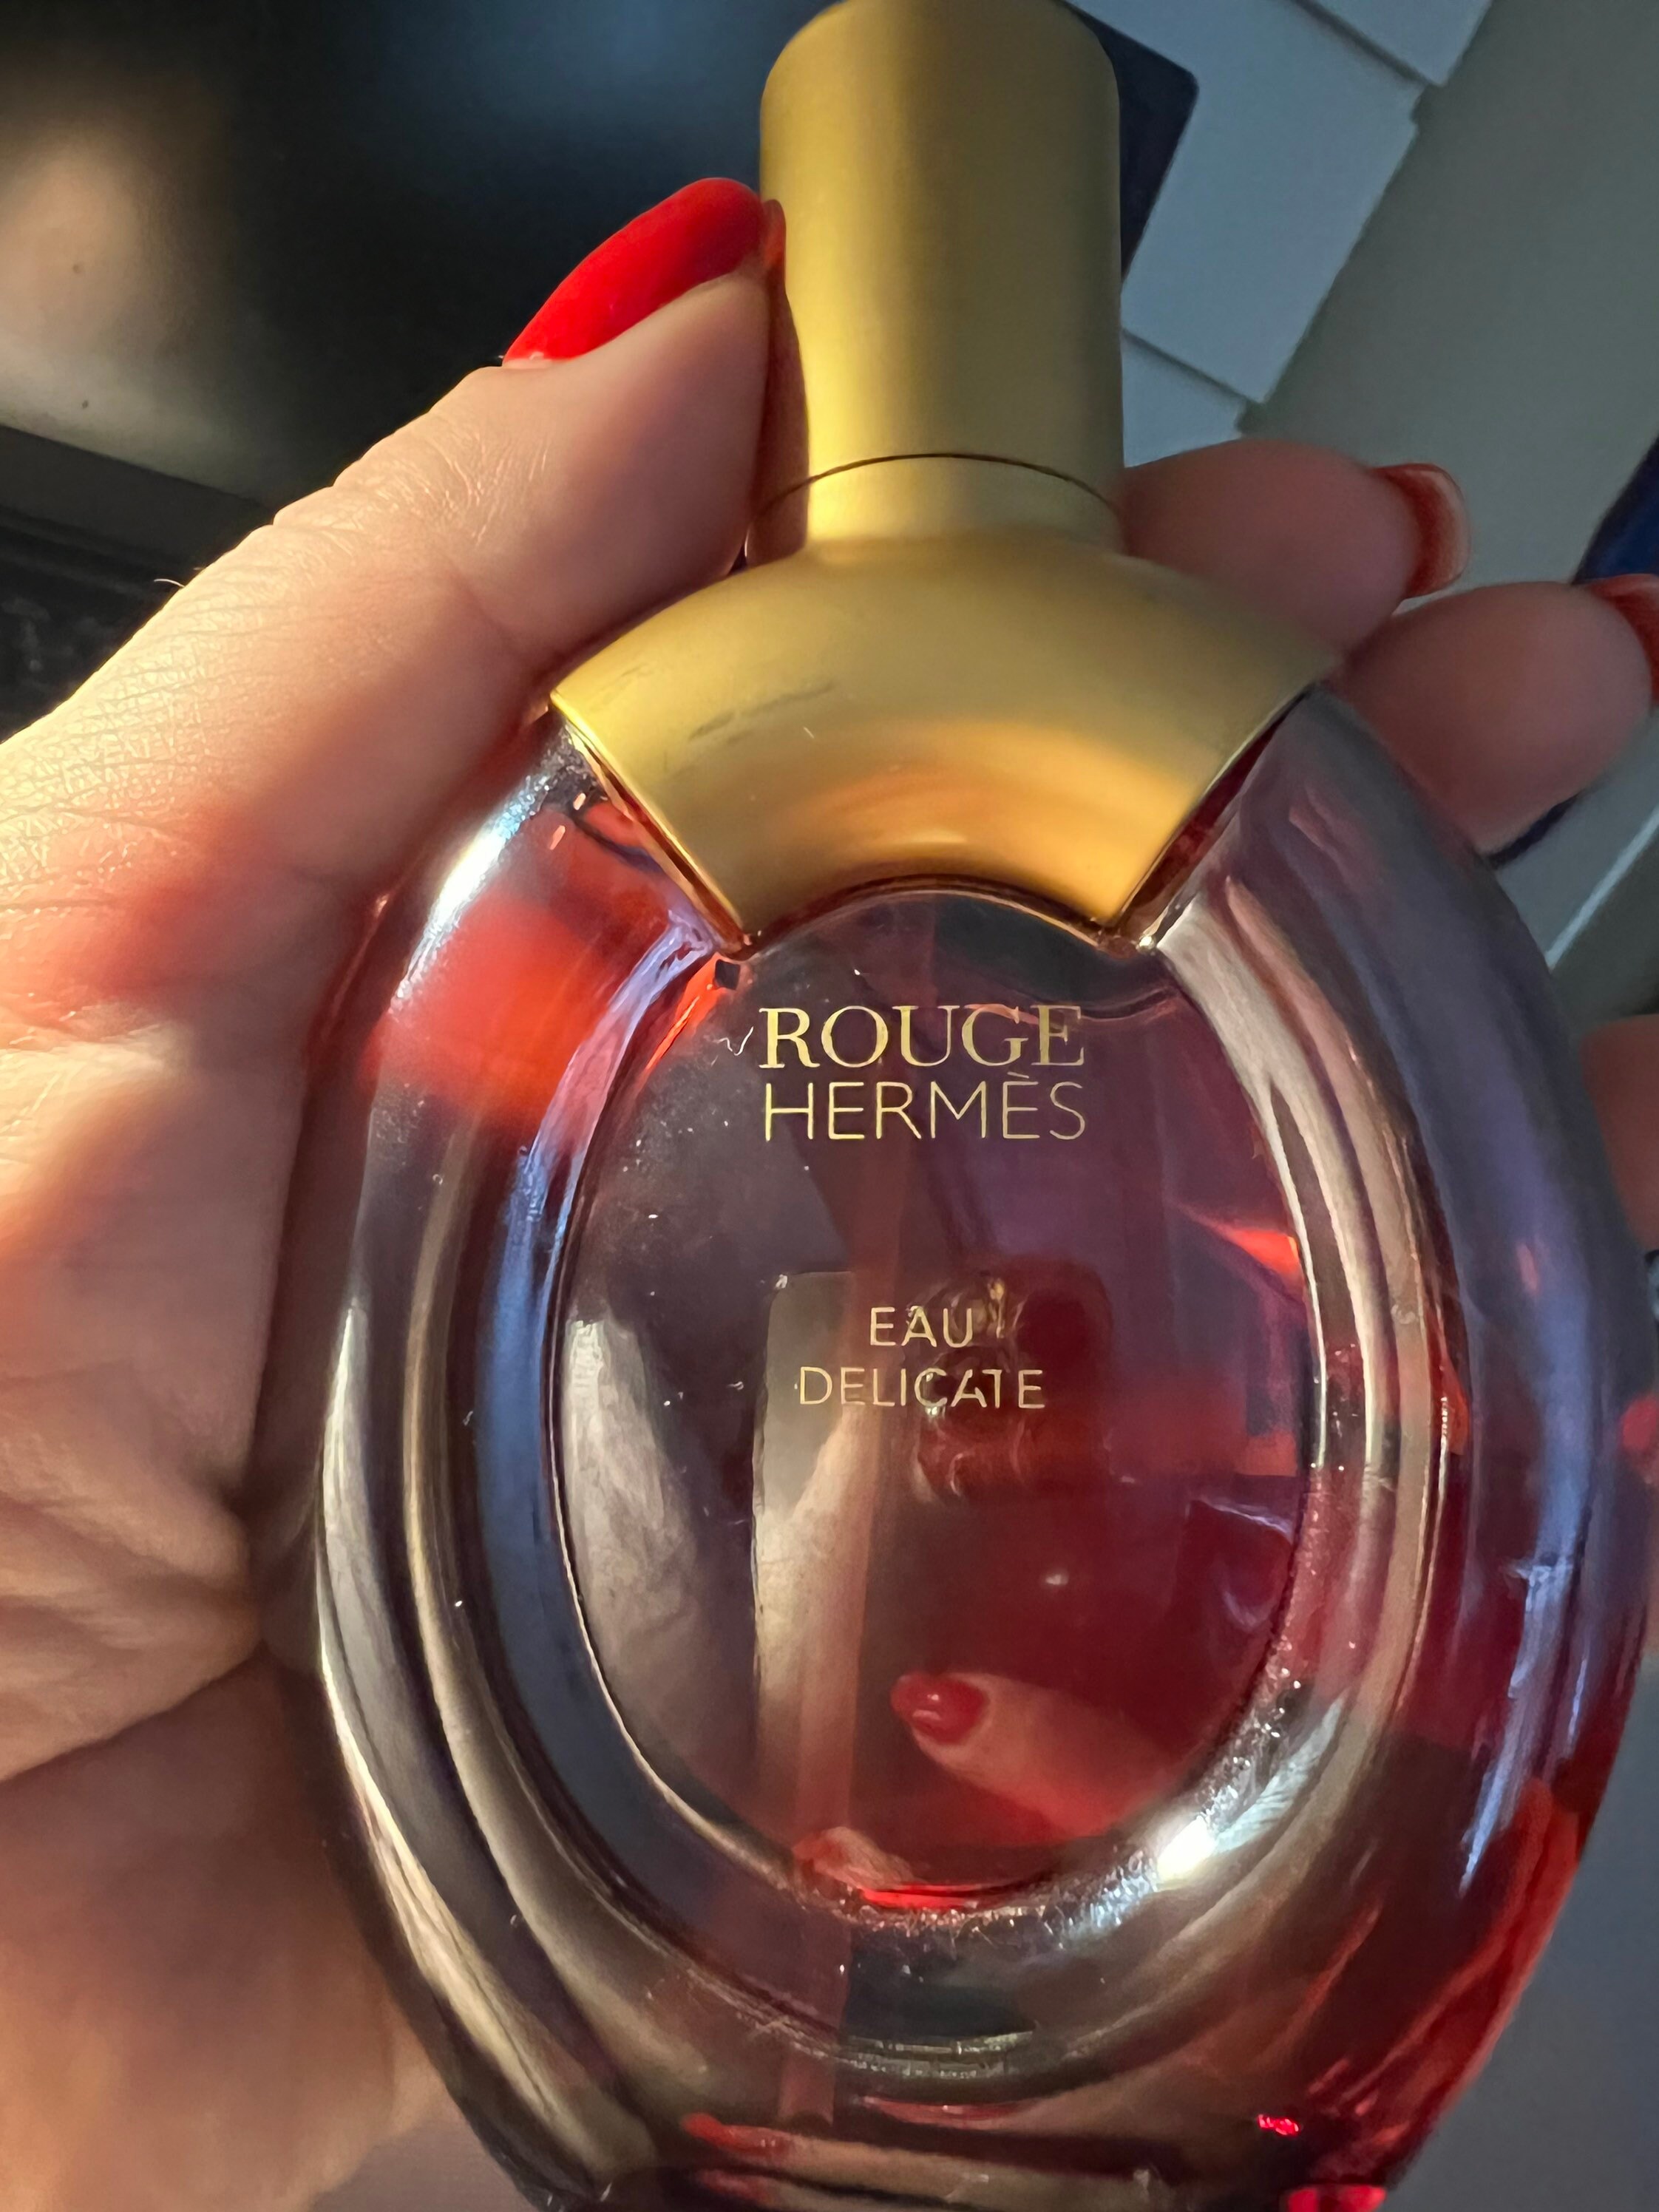 ROUGE
HERMÈS
EAU
DELICATE